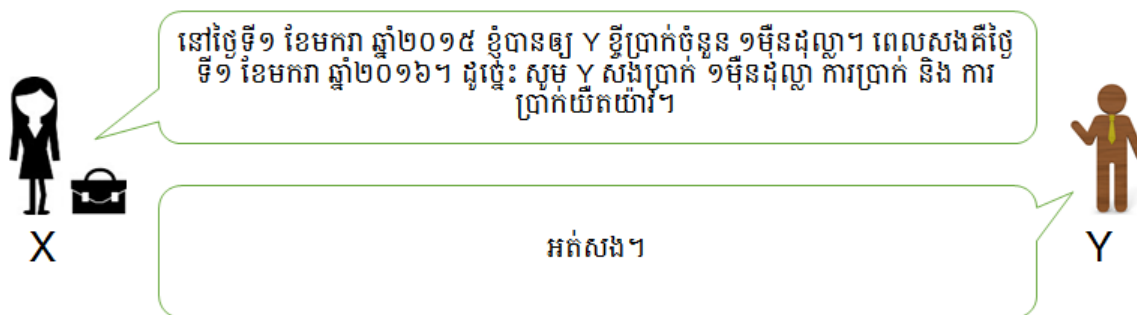 នៅថ្ងៃទី១ ខែមករា ឆ្នាំ២០១៥ ខ្ញុំបានឲ្យ Y ខ្ចីប្រាក់ចំនួន ១ម៉ឺនដុល្លា។ ពេលសងគឺថ្ងៃ
ទី១ ខែមករា ឆ្នាំ២០១៦។ ដូច្នេះ សូម Y សងប្រាក់ ១ម៉ឺនដុល្លា ការប្រាក់ និង ការ
ប្រាក់យឺតយ៉ាវ។
X
អត់សង។
Y